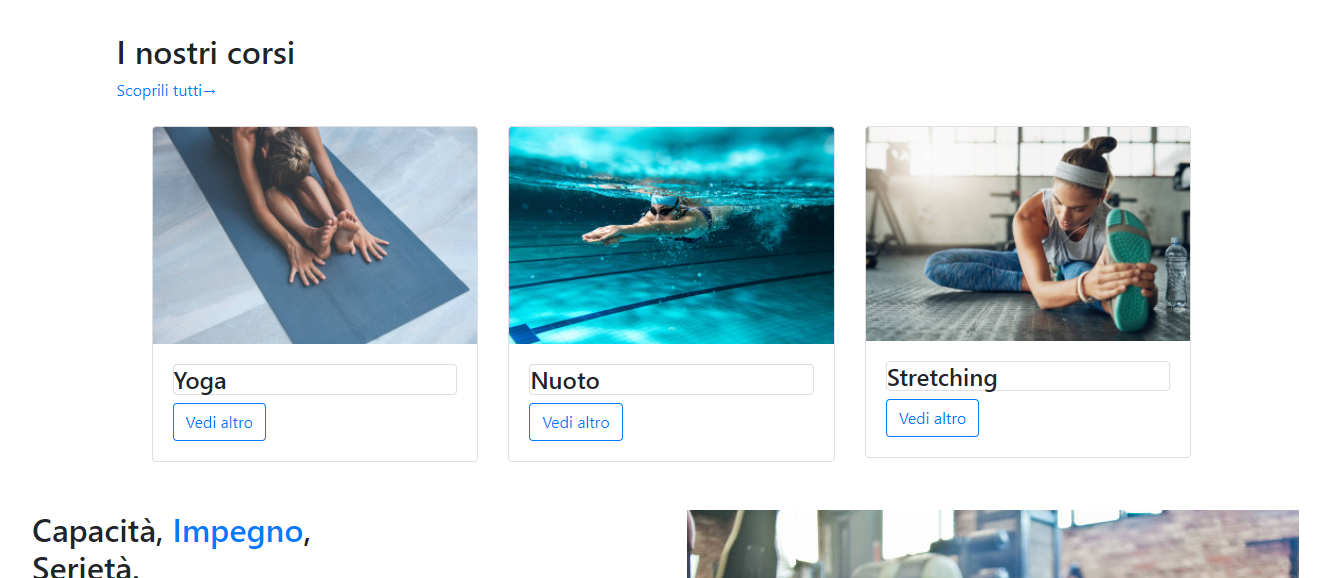 I nostri corsi
Scoprili tutti→
Yoga
Vedi altro
Nuoto
Vedi altro
Stretching
Vedi altro
Capacità, Impegno,
Serietà.